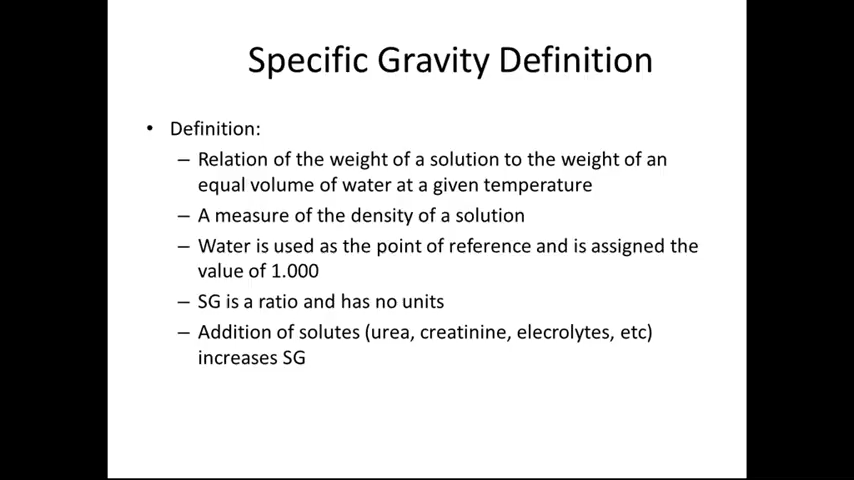 Specific Gravity Definition
• Definition:
– Relation of the weight of a solution to the weight of an
equal volume of water at a given temperature
– A measure of the density of a solution
– Water is used as the point of reference and is assigned the
value of 1.000
– SG is a ratio and has no units
– Addition of solutes (urea, creatinine, elecrolytes, etc)
increases SG